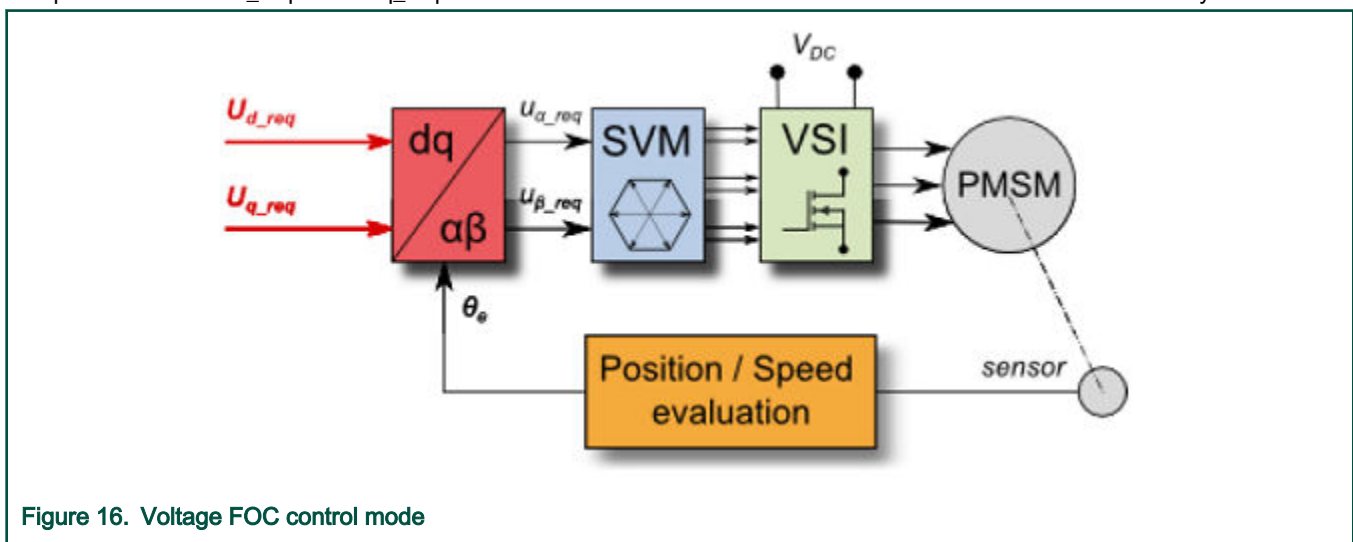 V_DC
U_d_req
dq
u_α_req
SVM
VSI
PMSM
U_q_req
αβ
u_β_req
θ_e
Position / Speed
evaluation
sensor
Figure 16. Voltage FOC control mode